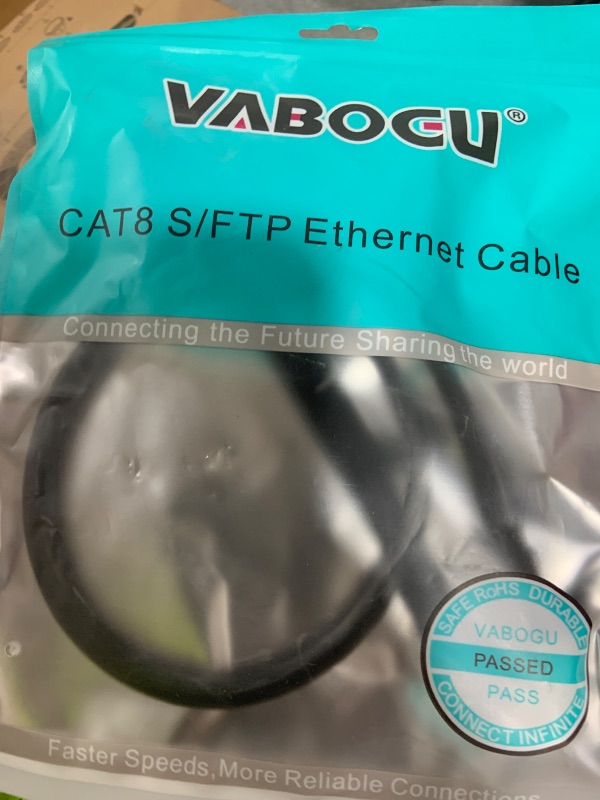 VABOGU®
CAT8 S/FTP Ethernet Cable
Connecting the Future Sharing the world
SAFE RoHS DURABLE
VABOGU
PASSED
PASS
CONNECT INFINITE
Faster Speeds,More Reliable Connections